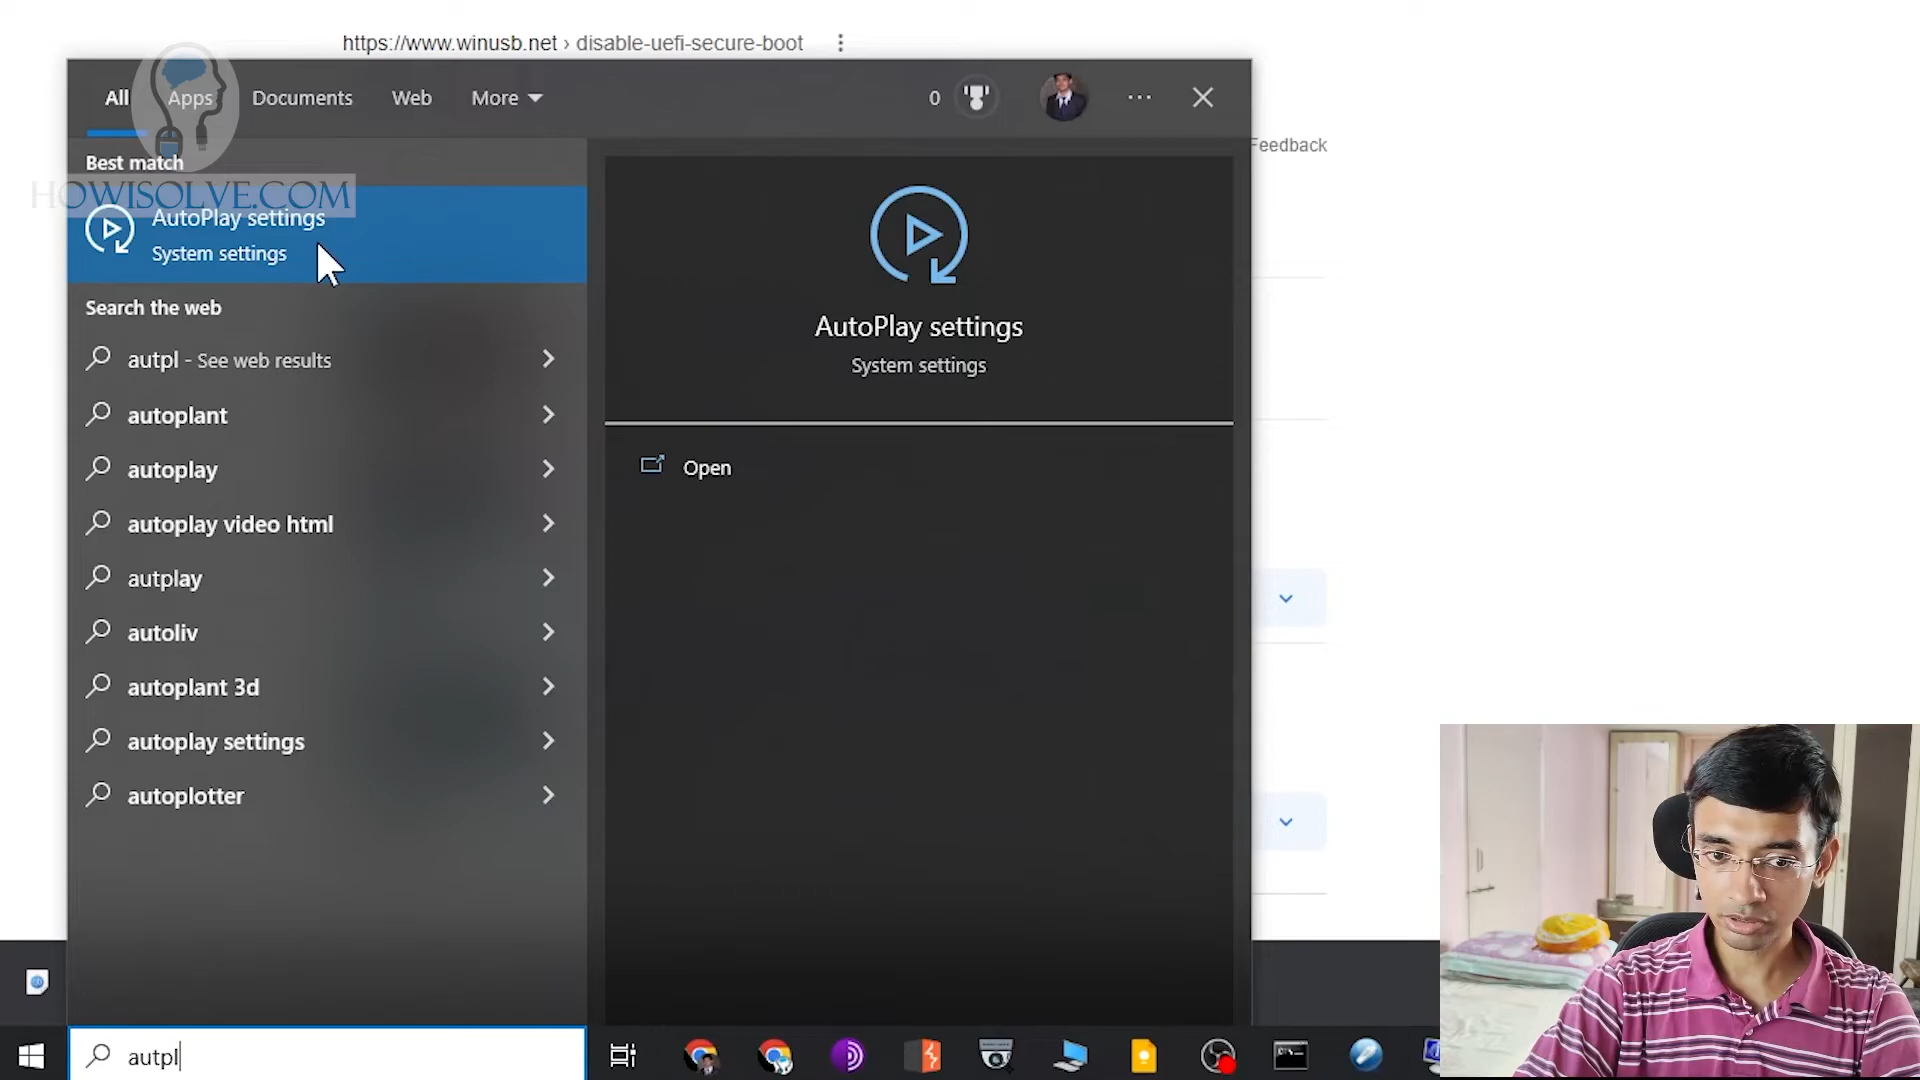 https://www.winusb.net › disable-uefi-secure-boot
All
Apps
Documents
Web
More
0
Feedback
Best match
HOWISOLVE.COM
AutoPlay settings
System settings
Search the web
autpl - See web results
autoplant
autoplay
autoplay video html
autplay
autoliv
autoplant 3d
autoplay settings
autoplotter
AutoPlay settings
System settings
Open
autpl